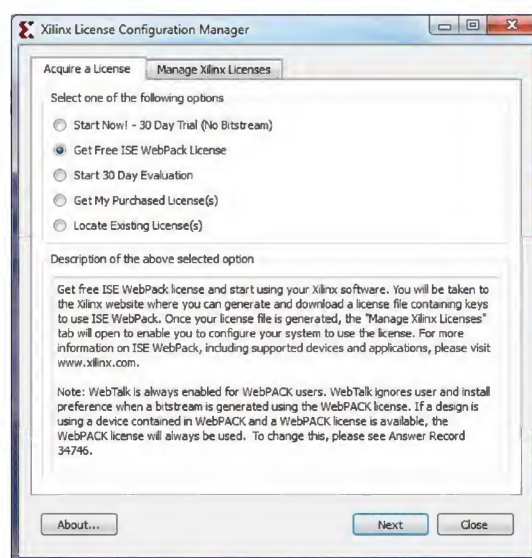 Xilinx License Configuration Manager
Acquire a License
Manage Xilinx Licenses
Select one of the following options
Start Now! - 30 Day Trial (No Bitstream)
Get Free ISE WebPack License
Start 30 Day Evaluation
Get My Purchased License(s)
Locate Existing License(s)
Description of the above selected option
Get free ISE WebPack license and start using your Xilinx software. You will be taken to
the Xilinx website where you can generate and download a license file containing keys
to use ISE WebPack. Once your license file is generated, the "Manage Xilinx Licenses"
tab will open to enable you to configure your system to use the license. For more
information on ISE WebPack, including supported devices and applications, please visit
www.xilinx.com.
Note: WebTalk is always enabled for WebPACK users. WebTalk ignores user and install
preference when a bitstream is generated using the WebPACK license. If a design is
using a device contained in WebPACK and a WebPACK license is available, the
WebPACK license will always be used. To change this, please see Answer Record
34746.
About...
Next
Close